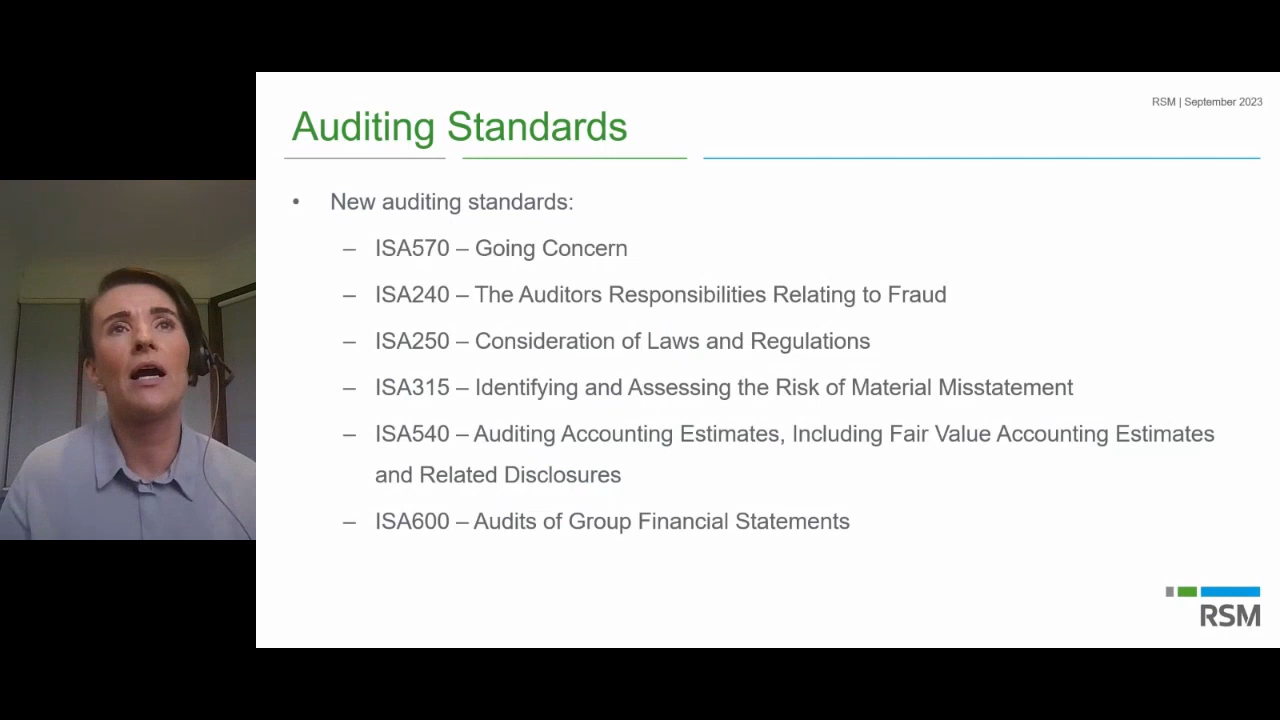 RSM | September 2023
Auditing Standards
• New auditing standards:
– ISA570 – Going Concern
– ISA240 – The Auditors Responsibilities Relating to Fraud
– ISA250 – Consideration of Laws and Regulations
– ISA315 – Identifying and Assessing the Risk of Material Misstatement
– ISA540 – Auditing Accounting Estimates, Including Fair Value Accounting Estimates
and Related Disclosures
– ISA600 – Audits of Group Financial Statements
RSM